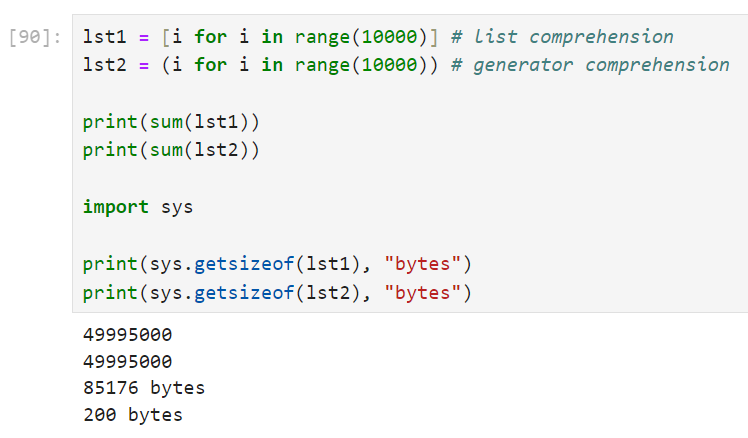 [90]: lst1 = [i for i in range(10000)] # list comprehension
lst2 = (i for i in range(10000)) # generator comprehension
print(sum(lst1))
print(sum(lst2))
import sys
print(sys.getsizeof(lst1), "bytes")
print(sys.getsizeof(lst2), "bytes")
49995000
49995000
85176 bytes
200 bytes